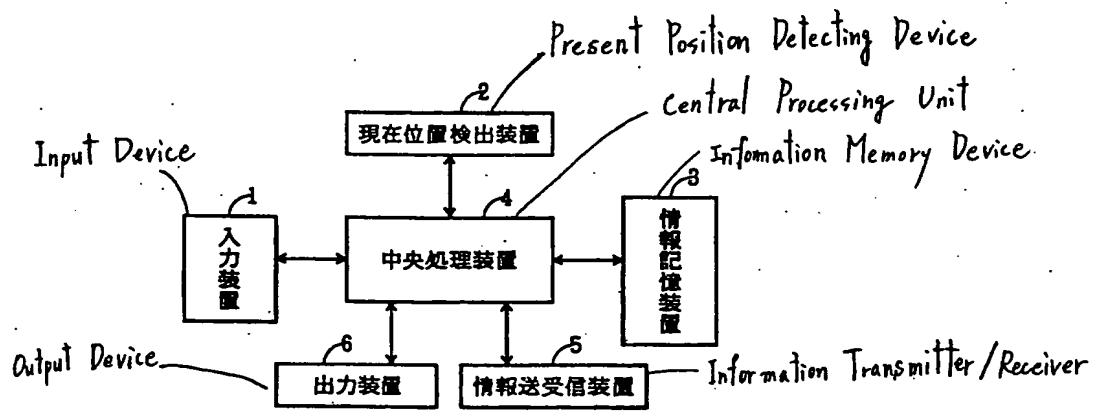 Present Position Detecting Device
2
Central Processing Unit
現在位置検出装置
Input Device
Infomation Memory Device
3
1
4
入力装置
中央処理装置
情報記憶装置
6
5
Output Device
出力装置
情報送受信装置
Information Transmitter/Receiver